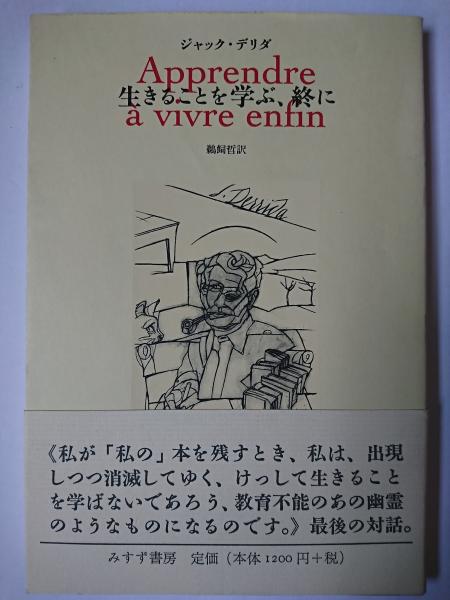 ジャック・デリダ
Apprendre
生きることを学ぶ、終に
à vivre enfin
鵜飼哲訳
J. Derrida
《私が「私の」本を残すとき、私は、出現
しつつ消滅してゆく、けっして生きること
を学ばないであろう、教育不能のあの幽霊
のようなものになるのです。》最後の対話。
みすず書房 定価（本体1200円＋税）